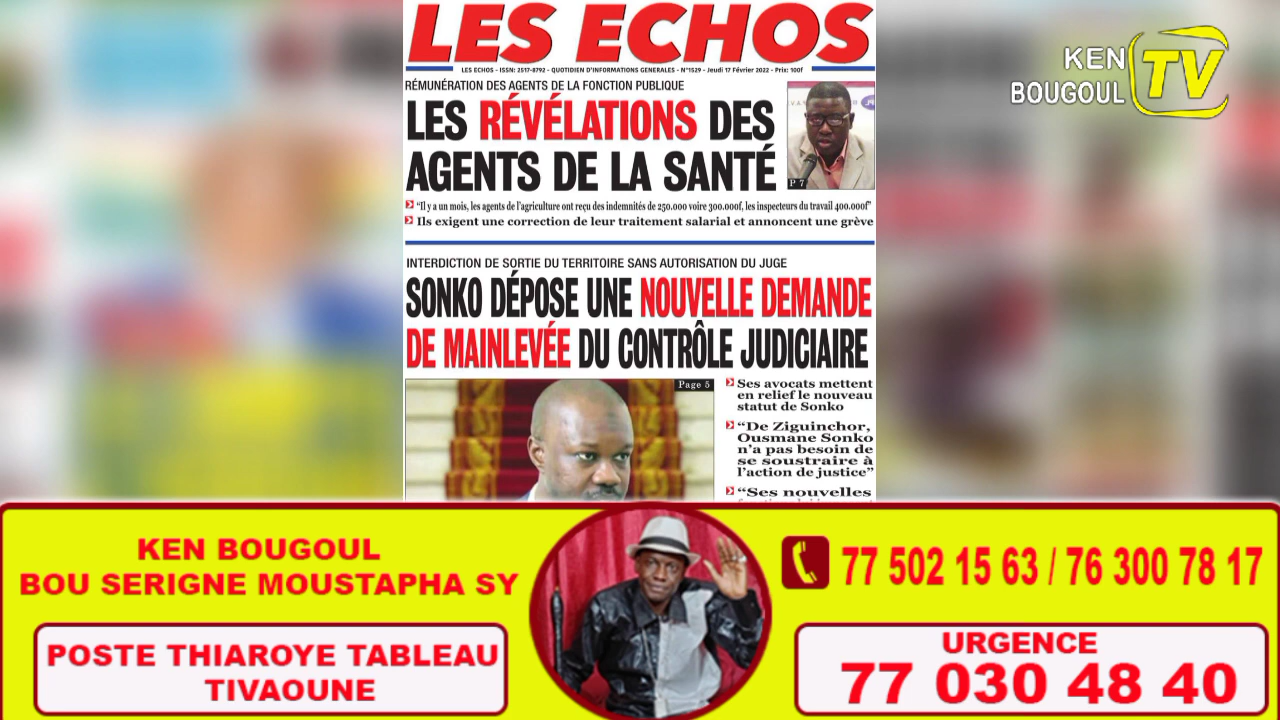 LES ECHOS
LES ECHOS - ISSN: 2517-8792 - QUOTIDIEN D'INFORMATIONS GENERALES - N°1529 - Jeudi 17 Février 2022 - Prix: 100f
KEN
BOUGOUL
TV
RÉMUNÉRATION DES AGENTS DE LA FONCTION PUBLIQUE
LES RÉVÉLATIONS DES
AGENTS DE LA SANTÉ
P 7
"Il y a un mois, les agents de l'agriculture ont reçu des indemnités de 250.000 voire 300.000f, les inspecteurs du travail 400.000f"
Ils exigent une correction de leur traitement salarial et annoncent une grève
INTERDICTION DE SORTIE DU TERRITOIRE SANS AUTORISATION DU JUGE
SONKO DÉPOSE UNE NOUVELLE DEMANDE
DE MAINLEVÉE DU CONTRÔLE JUDICIAIRE
Page 5
Ses avocats mettent
en relief le nouveau
statut de Sonko
"De Ziguinchor,
Ousmane Sonko
n'a pas besoin de
se soustraire à
l'action de justice"
"Ses nouvelles
KEN BOUGOUL
BOU SERIGNE MOUSTAPHA SY
POSTE THIAROYE TABLEAU
TIVAOUNE
77 502 15 63 / 76 300 78 17
URGENCE
77 030 48 40